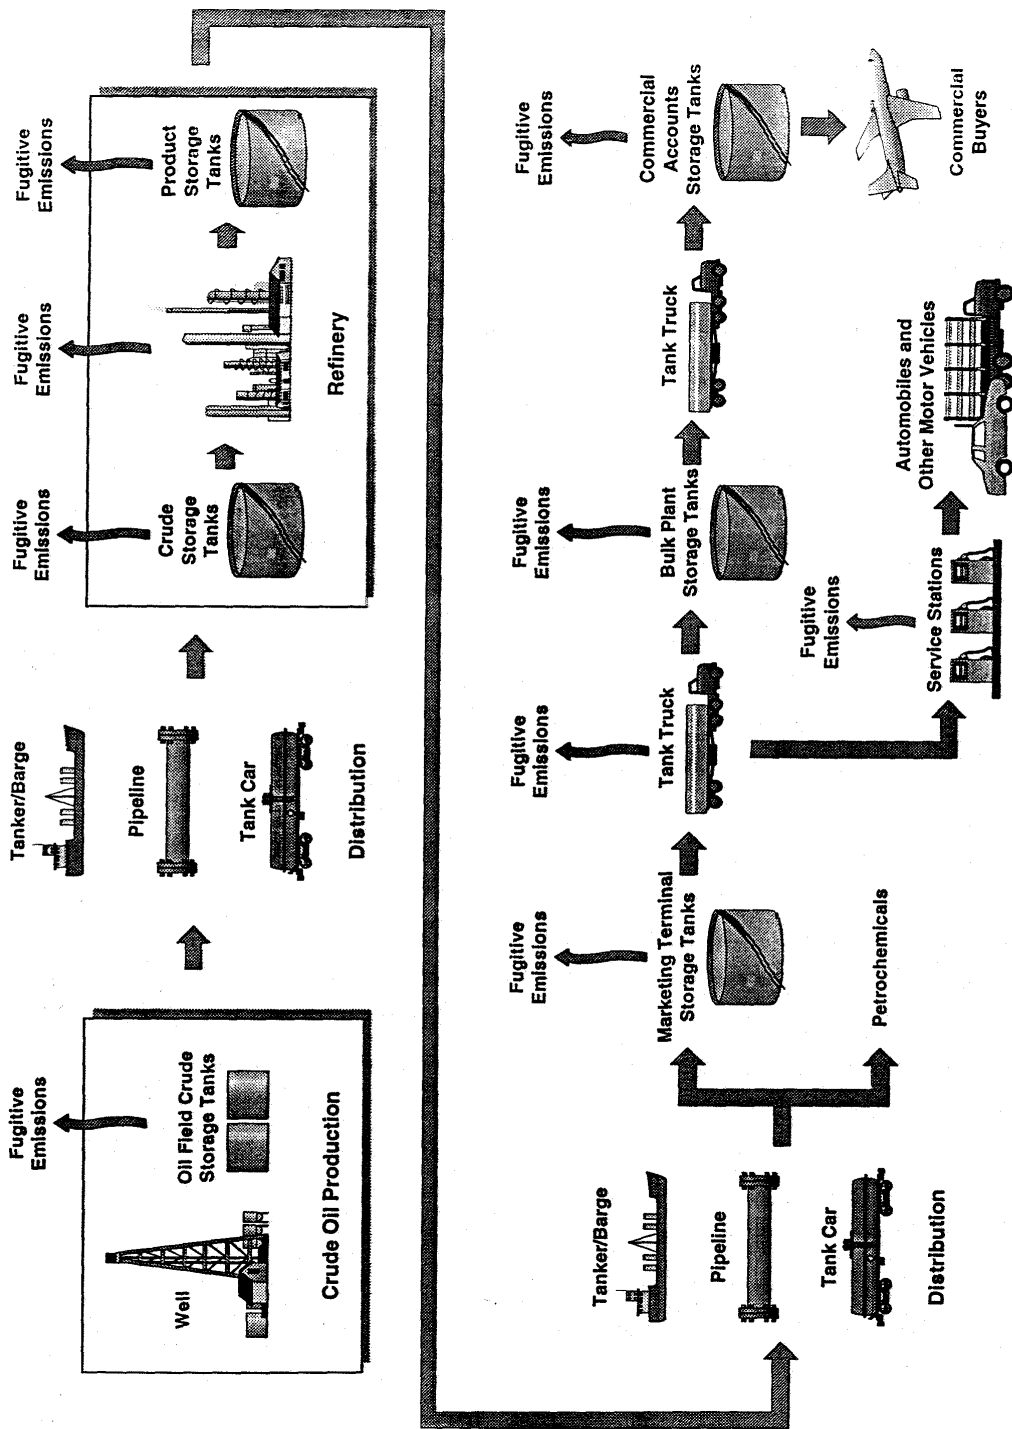 Fugitive
Emissions
Well
Oil Field Crude
Storage Tanks
Crude Oil Production
Tanker/Barge
Pipeline
Tank Car
Distribution
Fugitive
Emissions
Crude
Storage
Tanks
Fugitive
Emissions
Refinery
Fugitive
Emissions
Product
Storage
Tanks
Tanker/Barge
Pipeline
Tank Car
Distribution
Fugitive
Emissions
Marketing Terminal
Storage Tanks
Petrochemicals
Fugitive
Emissions
Tank Truck
Fugitive
Emissions
Bulk Plant
Storage Tanks
Tank Truck
Fugitive
Emissions
Commercial
Accounts
Storage Tanks
Commercial
Buyers
Fugitive
Emissions
Service Stations
Automobiles and
Other Motor Vehicles